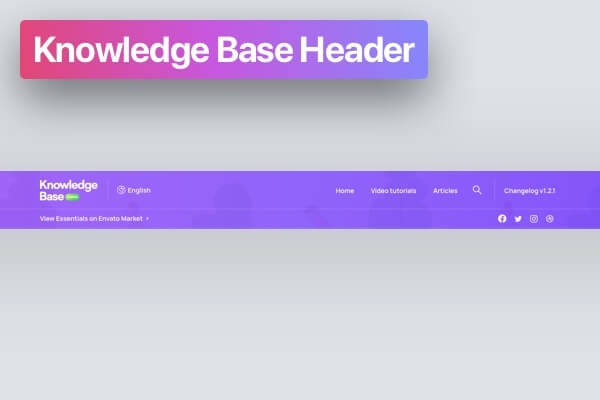 Knowledge Base Header
Knowledge
Base
English
Home
Video tutorials
Articles
Changelog v1.2.1
View Essentials on Envato Market